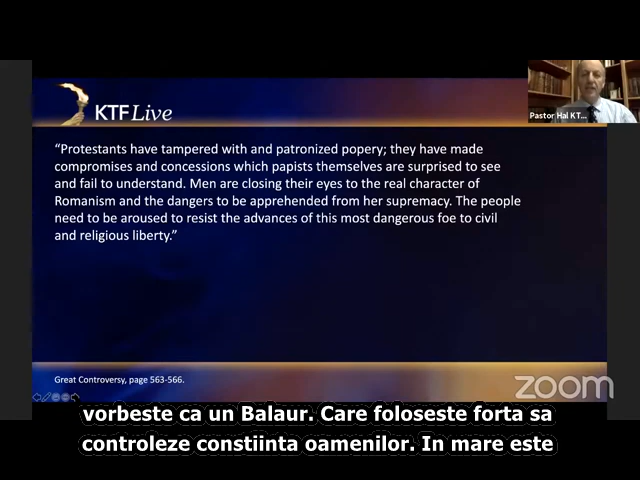 KTF Live
Pastor Hal KT...
“Protestants have tampered with and patronized popery; they have made
compromises and concessions which papists themselves are surprised to see
and fail to understand. Men are closing their eyes to the real character of
Romanism and the dangers to be apprehended from her supremacy. The people
need to be aroused to resist the advances of this most dangerous foe to civil
and religious liberty.”
Great Controversy, page 563-566.
zoom
vorbeste ca un Balaur. Care foloseste forta sa
controleze constiinta oamenilor. In mare este